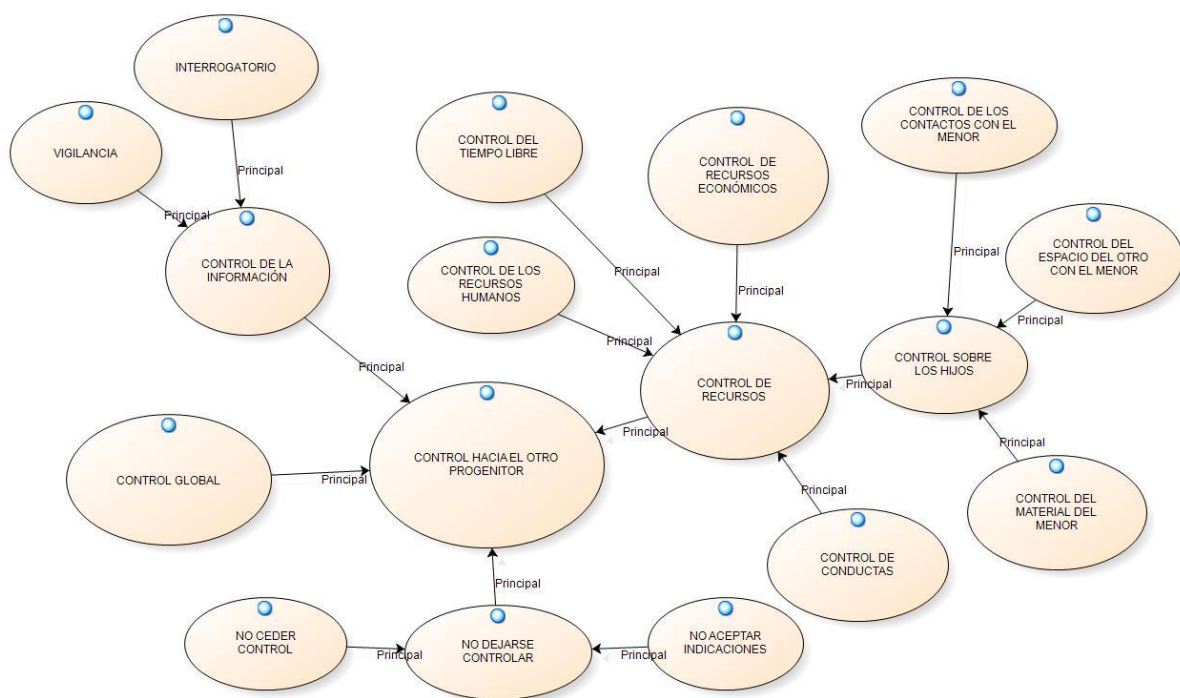 INTERROGATORIO
VIGILANCIA
Principal
Principal
CONTROL DE LA
INFORMACIÓN
Principal
CONTROL DEL
TIEMPO LIBRE
Principal
CONTROL DE
RECURSOS
ECONÓMICOS
Principal
CONTROL DE LOS
RECURSOS
HUMANOS
Principal
CONTROL DE LOS
CONTACTOS CON EL
MENOR
Principal
CONTROL DEL
ESPACIO DEL OTRO
CON EL MENOR
Principal
CONTROL SOBRE
LOS HIJOS
Principal
CONTROL DE
RECURSOS
Principal
CONTROL HACIA EL OTRO
PROGENITOR
CONTROL GLOBAL
Principal
Principal
CONTROL DEL
MATERIAL DEL
MENOR
Principal
CONTROL DE
CONDUCTAS
Principal
NO CEDER
CONTROL
Principal
NO DEJARSE
CONTROLAR
Principal
NO ACEPTAR
INDICACIONES